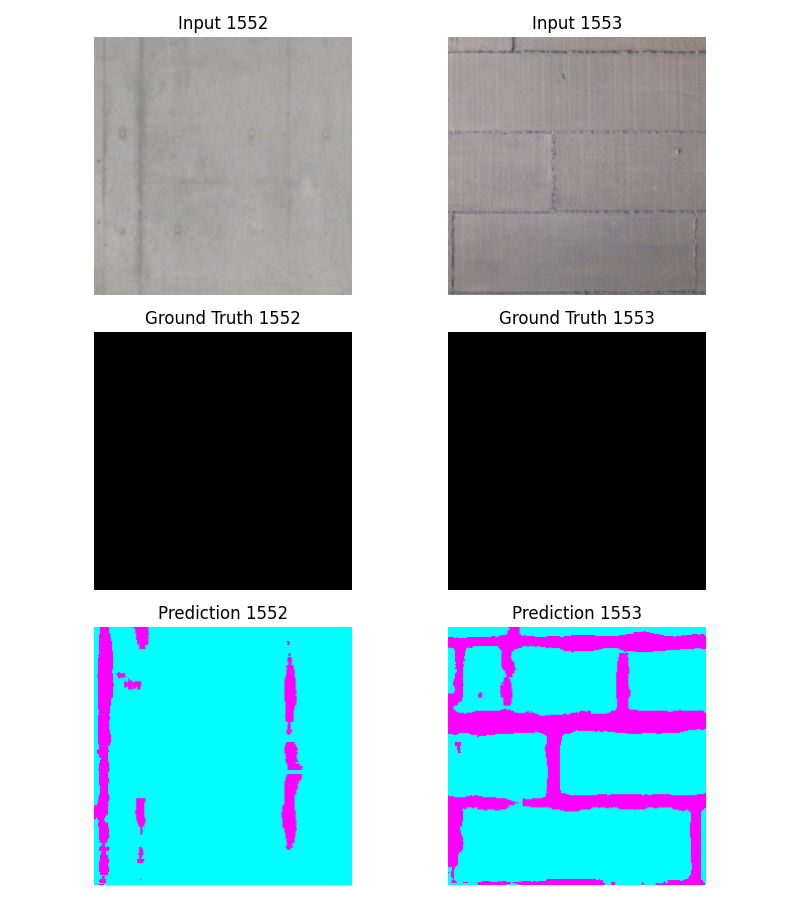 Input 1552
Input 1553
Ground Truth 1552
Ground Truth 1553
Prediction 1552
Prediction 1553